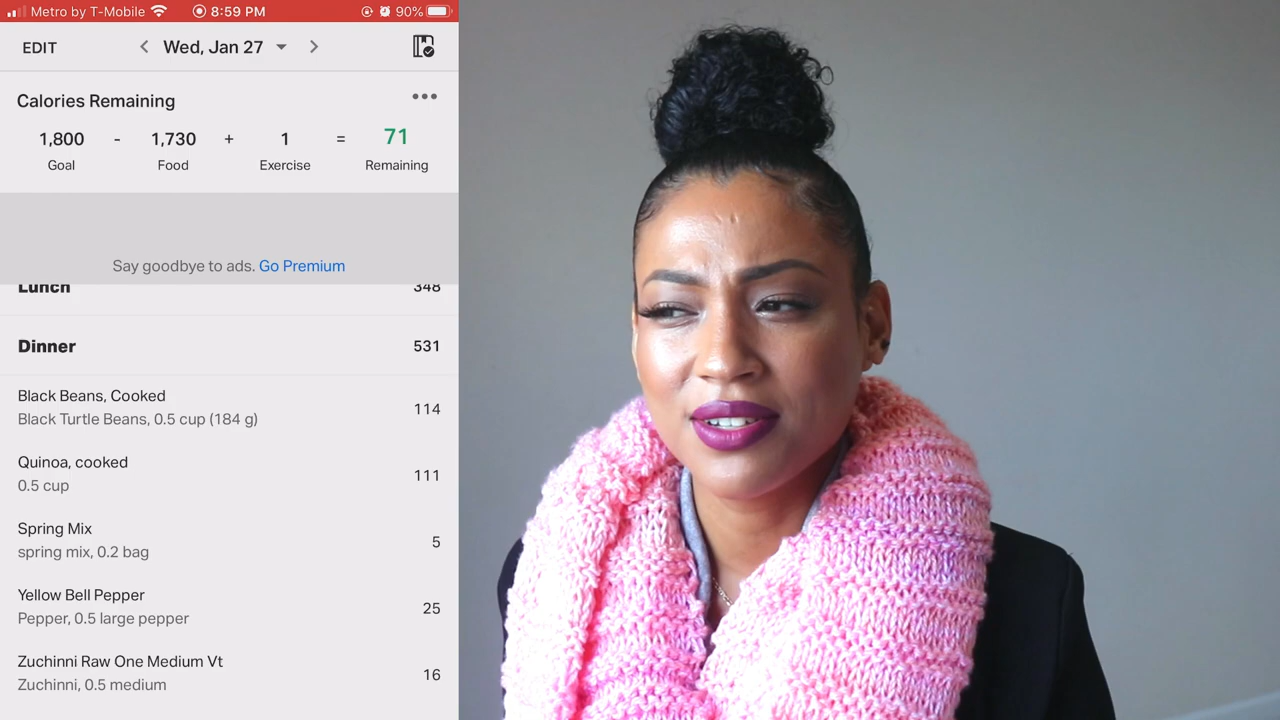 Metro by T-Mobile 8:59 PM 90%
EDIT Wed, Jan 27
Calories Remaining
1,800 - 1,730 + 1 = 71
Goal Food Exercise Remaining
Say goodbye to ads. Go Premium
Lunch 348
Dinner 531
Black Beans, Cooked
Black Turtle Beans, 0.5 cup (184 g) 114
Quinoa, cooked
0.5 cup 111
Spring Mix
spring mix, 0.2 bag 5
Yellow Bell Pepper
Pepper, 0.5 large pepper 25
Zuchinni Raw One Medium Vt
Zuchinni, 0.5 medium 16